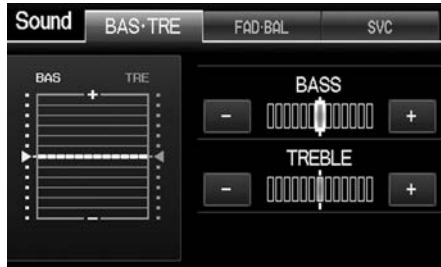 Sound BAS·TRE FAD·BAL SVC
BAS TRE
+
−
BASS
− +
TREBLE
− +